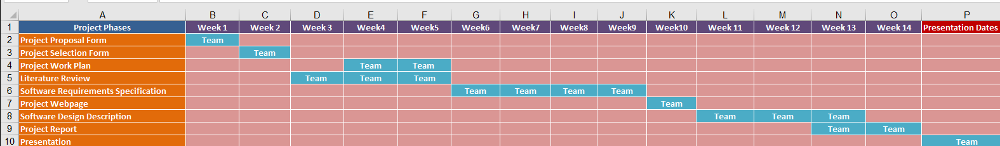 A B C D E F G H I J K L M N O P
1 Project Phases Week 1 Week 2 Week 3 Week4 Week5 Week6 Week7 Week8 Week9 Week10 Week 11 Week 12 Week 13 Week 14 Presentation Dates
2 Project Proposal Form Team
3 Project Selection Form Team
4 Project Work Plan Team Team
5 Literature Review Team Team Team
6 Software Requirements Specification Team Team Team Team
7 Project Webpage Team
8 Software Design Description Team Team Team
9 Project Report Team Team
10 Presentation Team